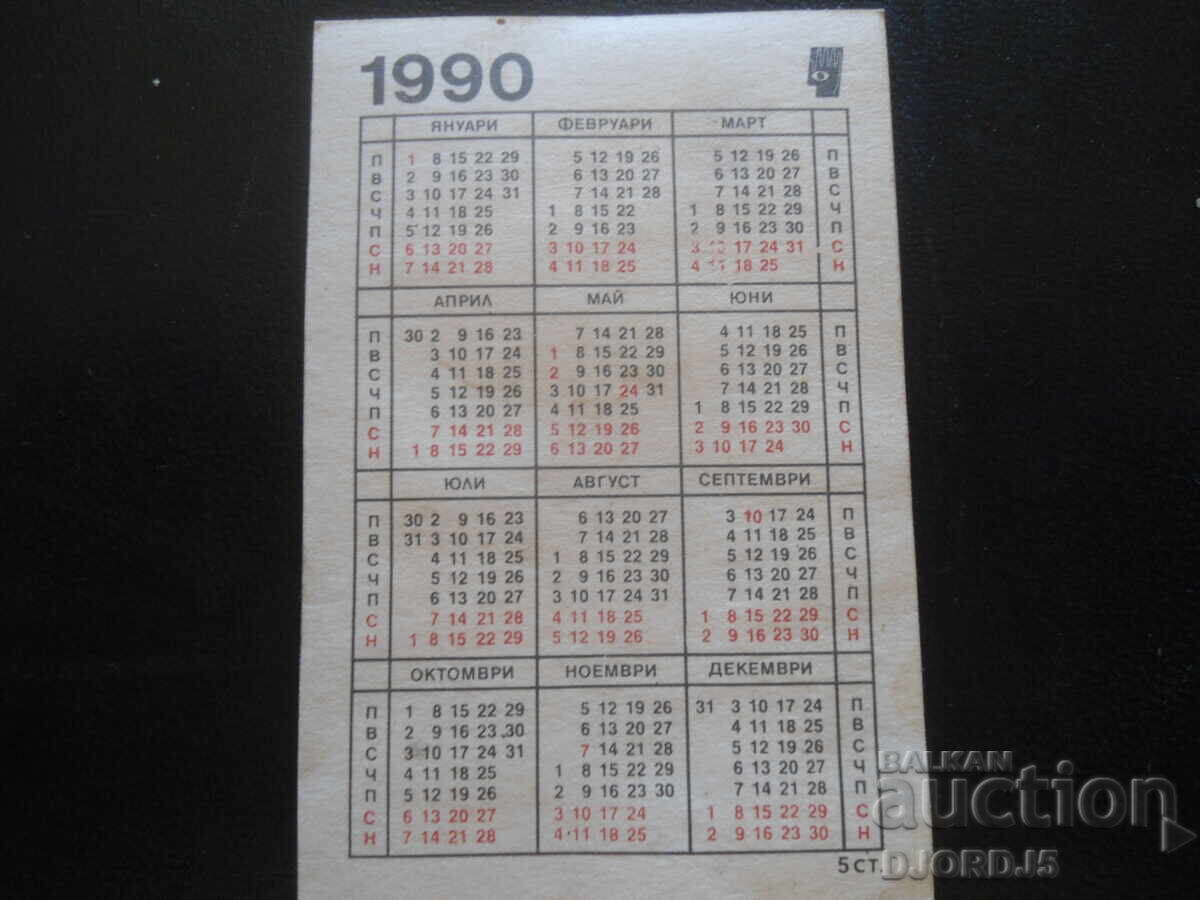 1990
ЯНУАРИ ФЕВРУАРИ МАРТ
П 1 8 15 22 29 5 12 19 26 5 12 19 26 П
В 2 9 16 23 30 6 13 20 27 6 13 20 27 В
С 3 10 17 24 31 7 14 21 28 7 14 21 28 С
Ч 4 11 18 25 1 8 15 22 1 8 15 22 29 Ч
П 5 12 19 26 2 9 16 23 2 9 16 23 30 П
С 6 13 20 27 3 10 17 24 3 10 17 24 31 С
Н 7 14 21 28 4 11 18 25 4 11 18 25 Н
АПРИЛ МАЙ ЮНИ
П 30 2 9 16 23 7 14 21 28 4 11 18 25 П
В 3 10 17 24 1 8 15 22 29 5 12 19 26 В
С 4 11 18 25 2 9 16 23 30 6 13 20 27 С
Ч 5 12 19 26 3 10 17 24 31 7 14 21 28 Ч
П 6 13 20 27 4 11 18 25 1 8 15 22 29 П
С 7 14 21 28 5 12 19 26 2 9 16 23 30 С
Н 1 8 15 22 29 6 13 20 27 3 10 17 24 Н
ЮЛИ АВГУСТ СЕПТЕМВРИ
П 30 2 9 16 23 6 13 20 27 3 10 17 24 П
В 31 3 10 17 24 7 14 21 28 4 11 18 25 В
С 4 11 18 25 1 8 15 22 29 5 12 19 26 С
Ч 5 12 19 26 2 9 16 23 30 6 13 20 27 Ч
П 6 13 20 27 3 10 17 24 31 7 14 21 28 П
С 7 14 21 28 4 11 18 25 1 8 15 22 29 С
Н 1 8 15 22 29 5 12 19 26 2 9 16 23 30 Н
ОКТОМВРИ НОЕМВРИ ДЕКЕМВРИ
П 1 8 15 22 29 5 12 19 26 31 3 10 17 24 П
В 2 9 16 23 30 6 13 20 27 4 11 18 25 В
С 3 10 17 24 31 7 14 21 28 5 12 19 26 С
Ч 4 11 18 25 1 8 15 22 29 6 13 20 27 Ч
П 5 12 19 26 2 9 16 23 30 7 14 21 28 П
С 6 13 20 27 3 10 17 24 1 8 15 22 29 С
Н 7 14 21 28 4 11 18 25 2 9 16 23 30 Н
5 СТ.
BALKAN
auction
DJORDJ5